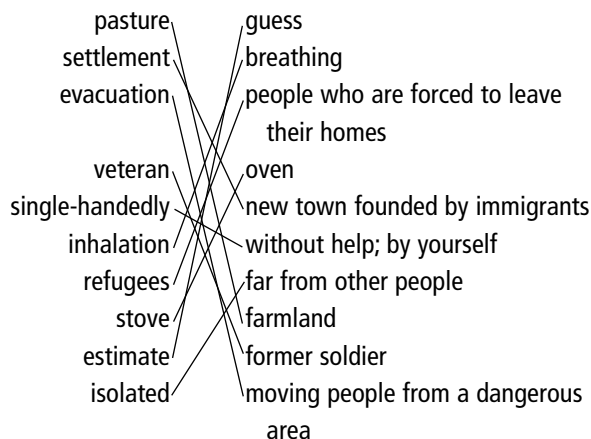 pasture guess
settlement breathing
evacuation people who are forced to leave
their homes
veteran oven
single-handedly new town founded by immigrants
inhalation without help; by yourself
refugees far from other people
stove farmland
estimate former soldier
isolated moving people from a dangerous
area